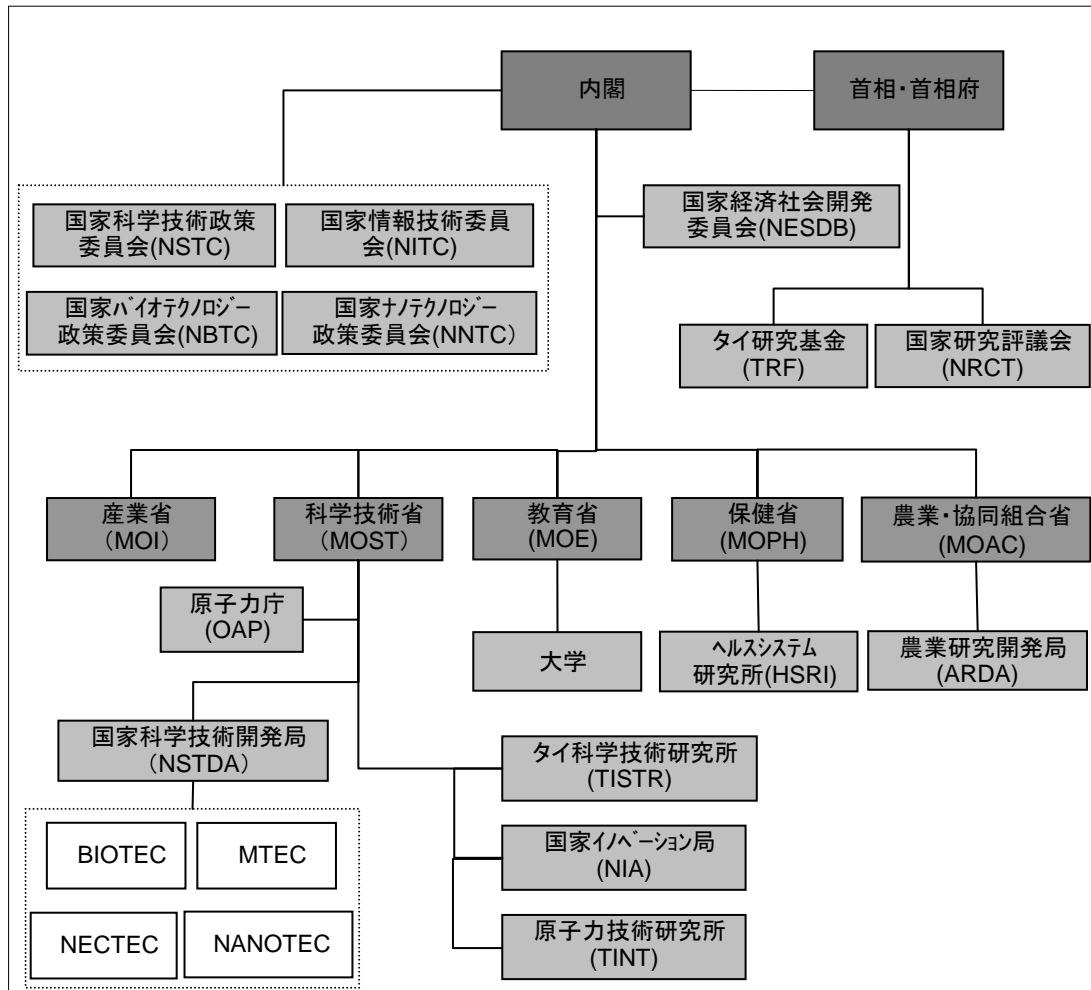 内閣
首相・首相府
国家科学技術政策
委員会(NSTC)
国家情報技術委員
会(NITC)
国家経済社会開発
委員会(NESDB)
国家ﾊﾞｲｵﾃｸﾉﾛｼﾞｰ
政策委員会(NBTC)
国家ﾅﾉﾃｸﾉﾛｼﾞｰ
政策委員会(NNTC）
タイ研究基金
(TRF)
国家研究評議会
(NRCT)
産業省
（MOI）
科学技術省
（MOST）
教育省
(MOE)
保健省
(MOPH)
農業・協同組合省
(MOAC)
原子力庁
(OAP)
大学
ﾍﾙｽｼｽﾃﾑ
研究所(HSRI)
農業研究開発局
(ARDA)
国家科学技術開発局
（NSTDA）
タイ科学技術研究所
(TISTR)
BIOTEC
MTEC
国家ｲﾉﾍﾞｰｼｮﾝ局
(NIA)
NECTEC
NANOTEC
原子力技術研究所
(TINT)